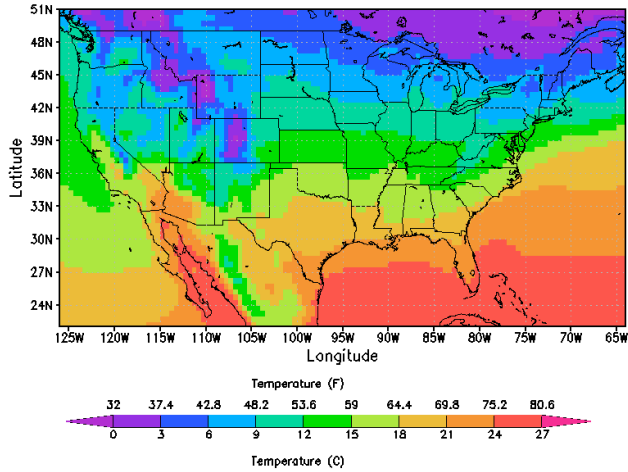 51N
48N
45N
42N
39N
36N
33N
30N
27N
24N
Latitude
125W 120W 115W 110W 105W 100W 95W 90W 85W 80W 75W 70W 65W
Longitude
Temperature (F)
32 37.4 42.8 48.2 53.6 59 64.4 69.8 75.2 80.6
0 3 6 9 12 15 18 21 24 27
Temperature (C)